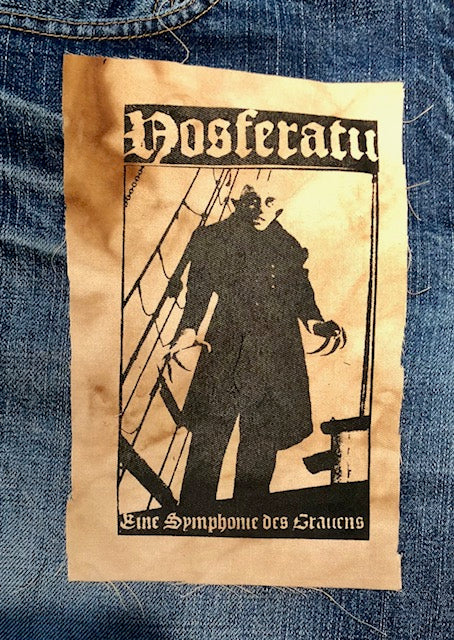 Nosferatu
Eine Symphonie des Grauens